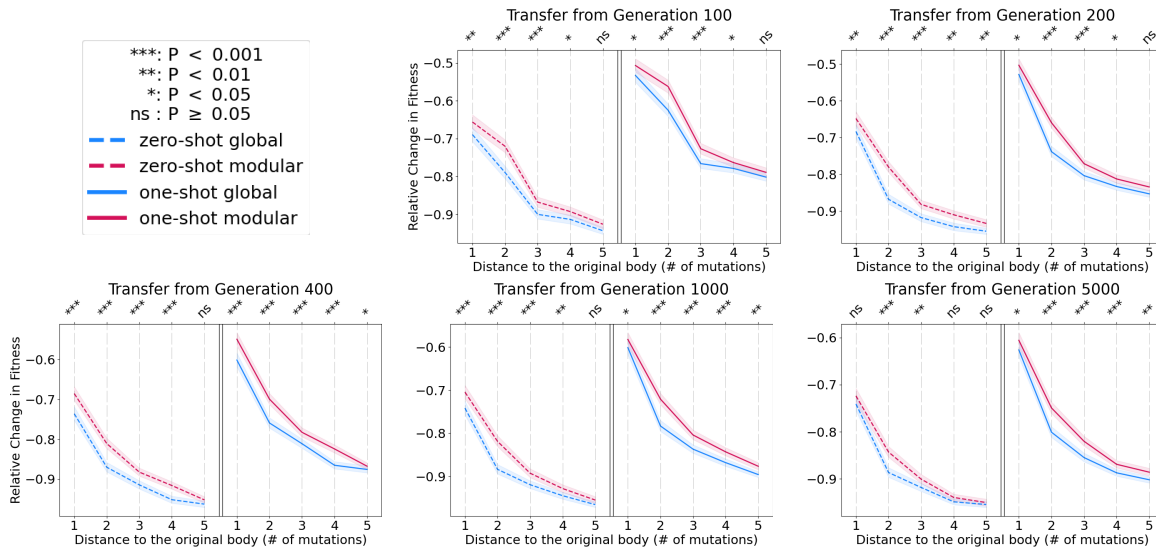 ***: P < 0.001
**: P < 0.01
*: P < 0.05
ns : P ≥ 0.05
zero-shot global
zero-shot modular
one-shot global
one-shot modular
Transfer from Generation 100
** *** *** * ns * *** *** * ns
Relative Change in Fitness
−0.5
−0.6
−0.7
−0.8
−0.9
1 2 3 4 5 1 2 3 4 5
Distance to the original body (# of mutations)
Transfer from Generation 200
* *** *** ** ** * *** *** * ns
−0.5
−0.6
−0.7
−0.8
−0.9
1 2 3 4 5 1 2 3 4 5
Distance to the original body (# of mutations)
Transfer from Generation 400
*** *** *** *** ns *** *** *** *** *
Relative Change in Fitness
−0.6
−0.7
−0.8
−0.9
1 2 3 4 5 1 2 3 4 5
Distance to the original body (# of mutations)
Transfer from Generation 1000
*** *** *** ** ns * *** *** *** **
−0.6
−0.7
−0.8
−0.9
1 2 3 4 5 1 2 3 4 5
Distance to the original body (# of mutations)
Transfer from Generation 5000
ns *** ** ns ns * *** *** *** **
−0.6
−0.7
−0.8
−0.9
1 2 3 4 5 1 2 3 4 5
Distance to the original body (# of mutations)